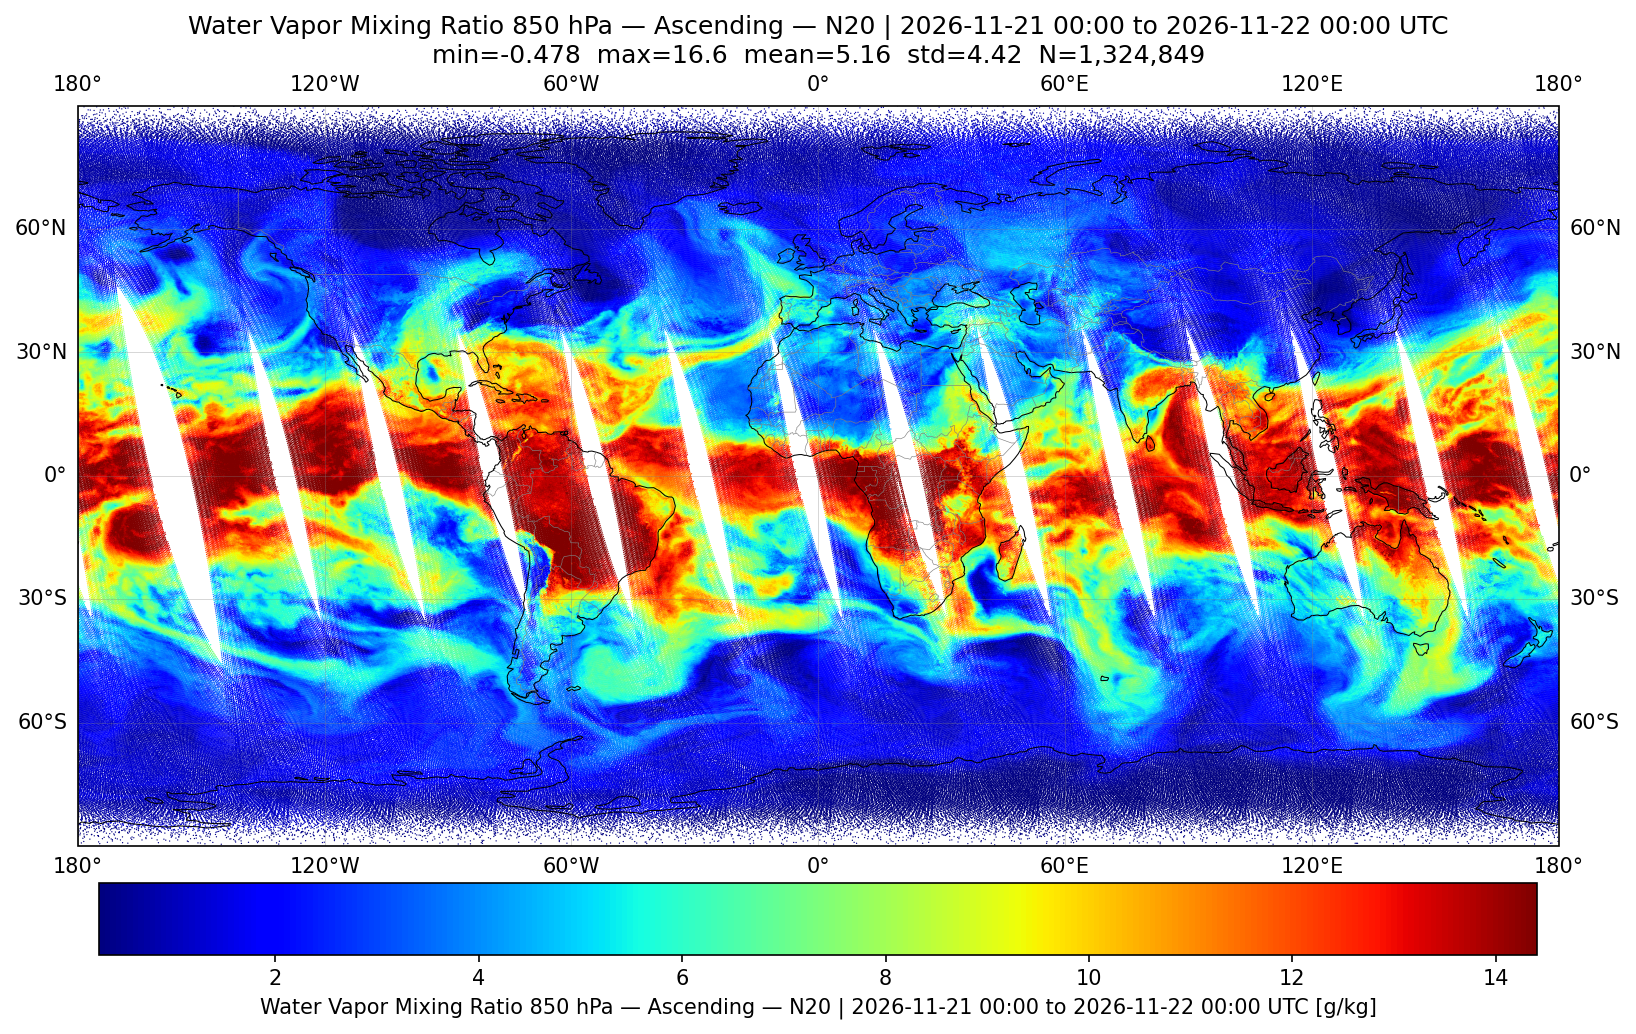 Water Vapor Mixing Ratio 850 hPa — Ascending — N20 | 2026-11-21 00:00 to 2026-11-22 00:00 UTC
min=-0.478 max=16.6 mean=5.16 std=4.42 N=1,324,849
180° 120°W 60°W 0° 60°E 120°E 180°
60°N 60°N
30°N 30°N
0° 0°
30°S 30°S
60°S 60°S
180° 120°W 60°W 0° 60°E 120°E 180°
2 4 6 8 10 12 14
Water Vapor Mixing Ratio 850 hPa — Ascending — N20 | 2026-11-21 00:00 to 2026-11-22 00:00 UTC [g/kg]